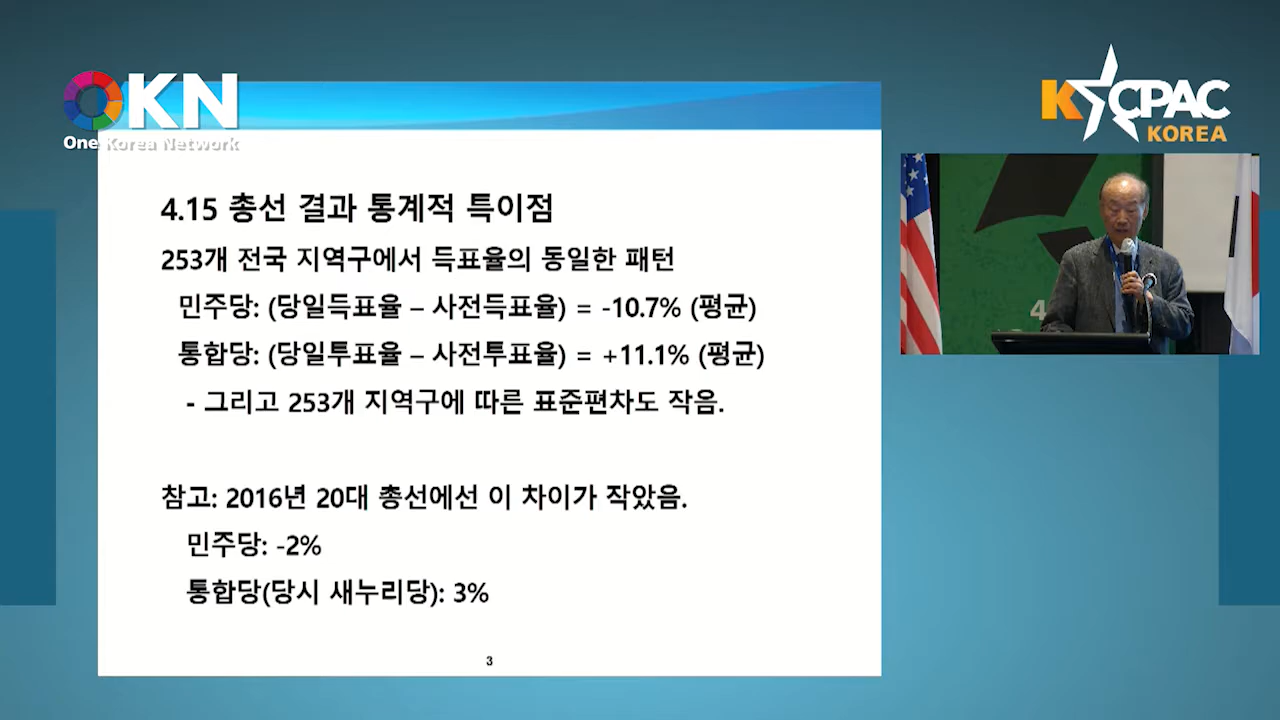 OKN
One Korea Network
K CPAC
KOREA
4.15 총선 결과 통계적 특이점
253개 전국 지역구에서 득표율의 동일한 패턴
민주당: (당일득표율 – 사전득표율) = -10.7% (평균)
통합당: (당일투표율 – 사전투표율) = +11.1% (평균)
- 그리고 253개 지역구에 따른 표준편차도 작음.
참고: 2016년 20대 총선에선 이 차이가 작았음.
민주당: -2%
통합당(당시 새누리당): 3%
3
4